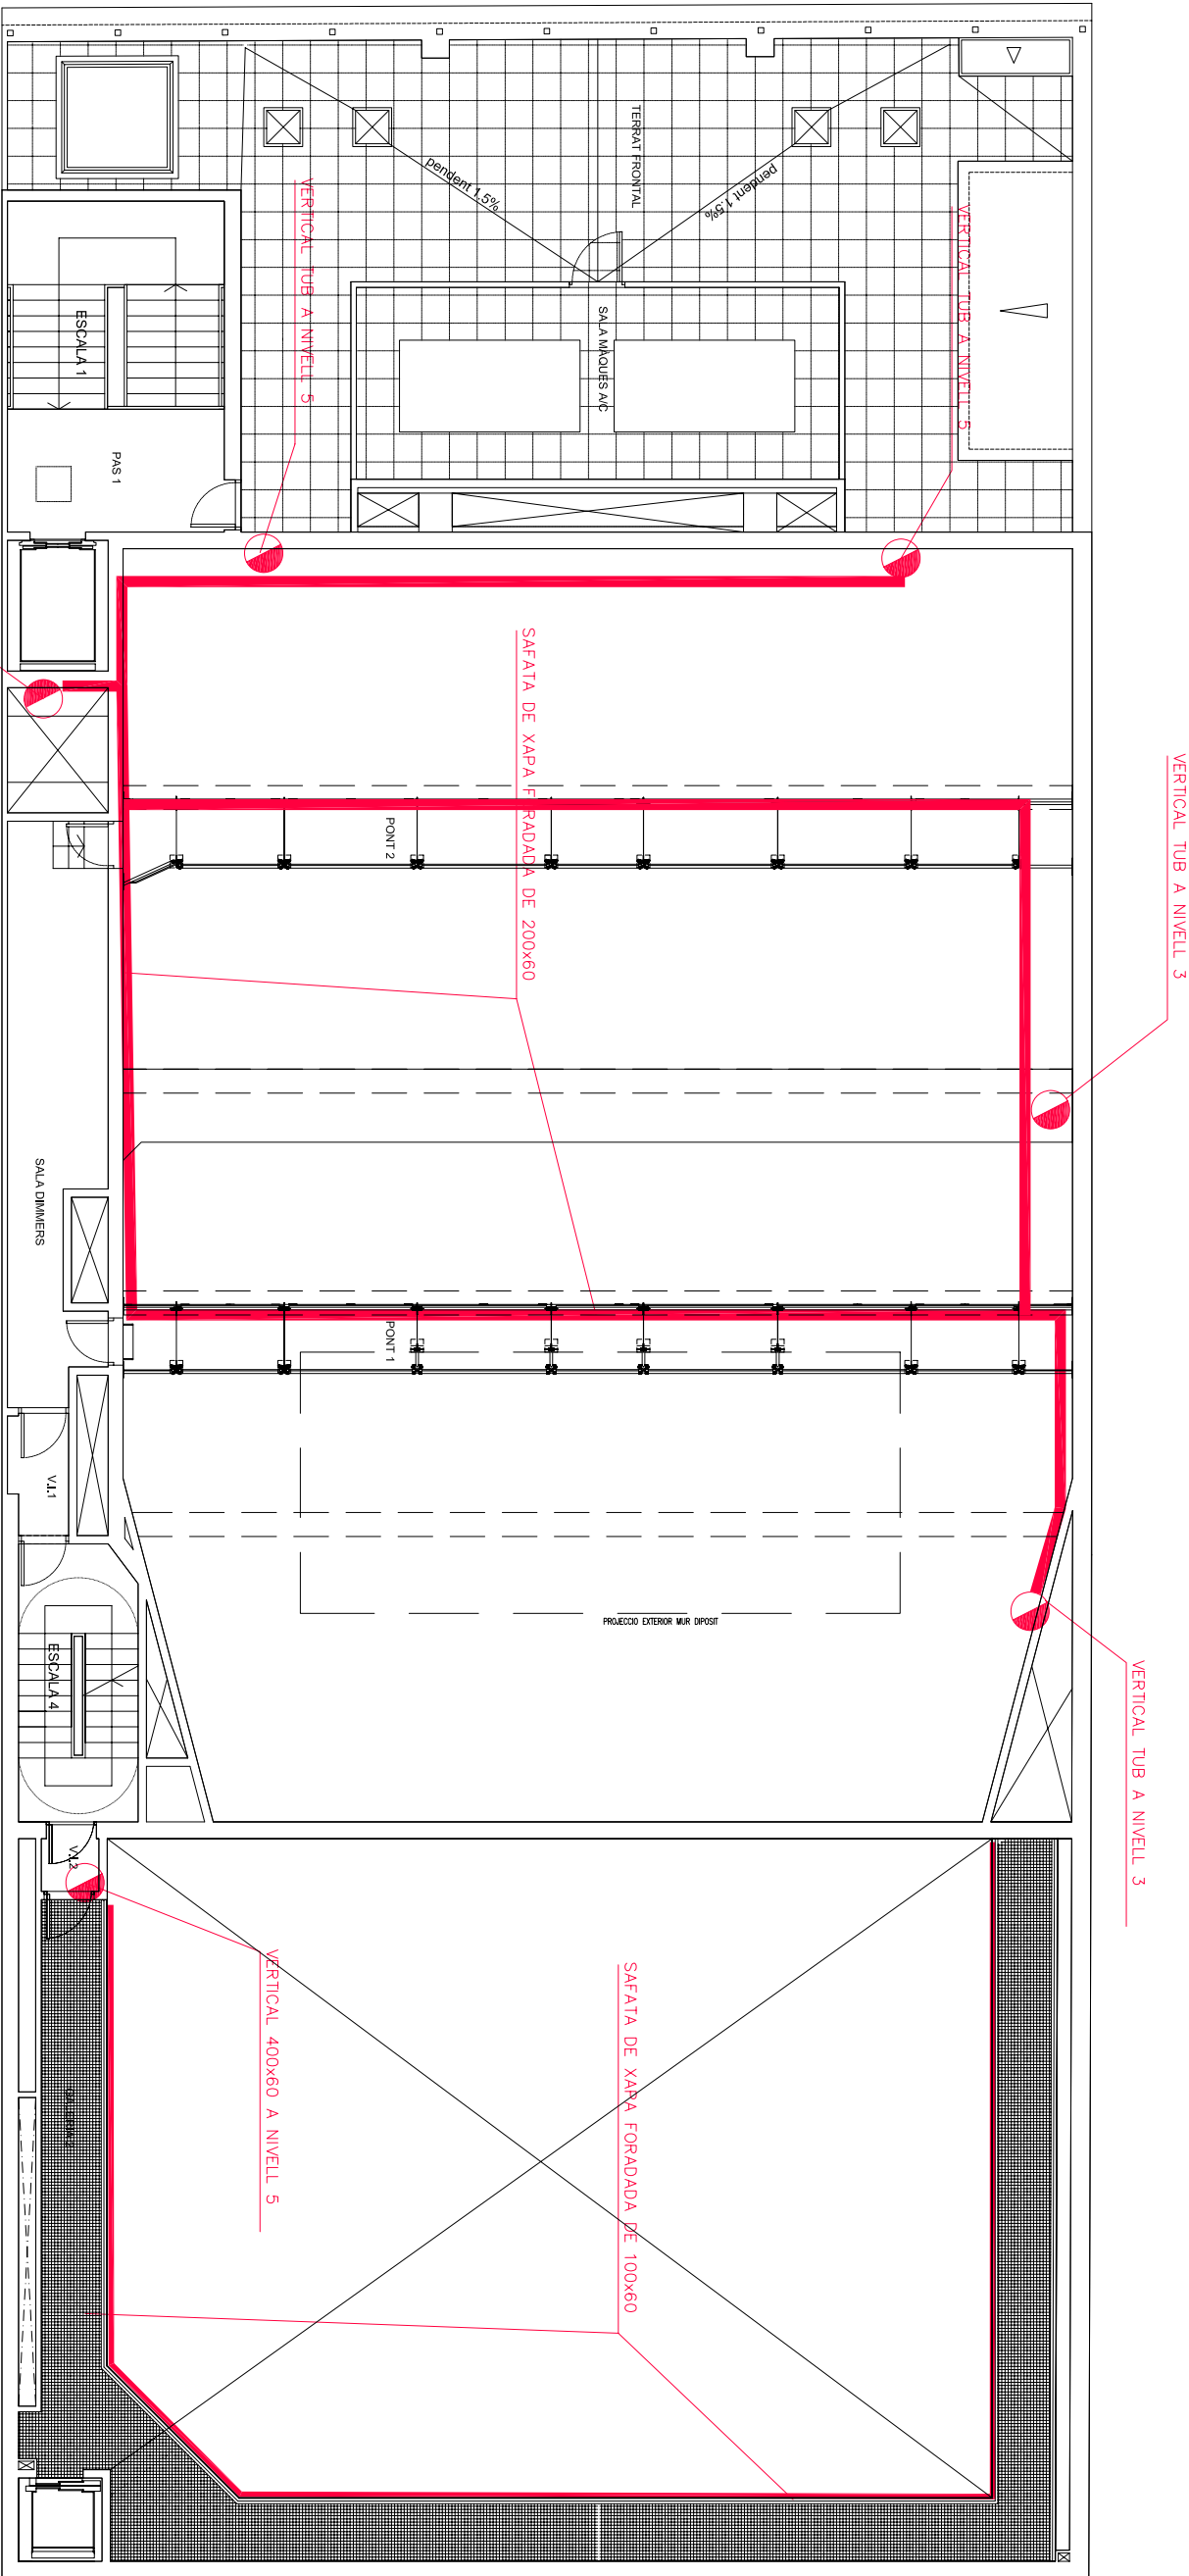 TERRAT FRONTAL
pendent 1.5%
pendent 1.5%
VERTICAL TUB A NIVELL 5
VERTICAL TUB A NIVELL 5
SALA MÀQUES A/C
ESCALA 1
PAS 1
SAFATA DE XAPA FORADADA DE 200x60
VERTICAL TUB A NIVELL 3
PONT 2
SALA DIMMERS
PONT 1
V.I.1
PROJECCIO EXTERIOR MUR DIPOSIT
ESCALA 4
VERTICAL TUB A NIVELL 3
V.I.2
VERTICAL 400x60 A NIVELL 5
SAFATA DE XAPA FORADADA DE 100x60